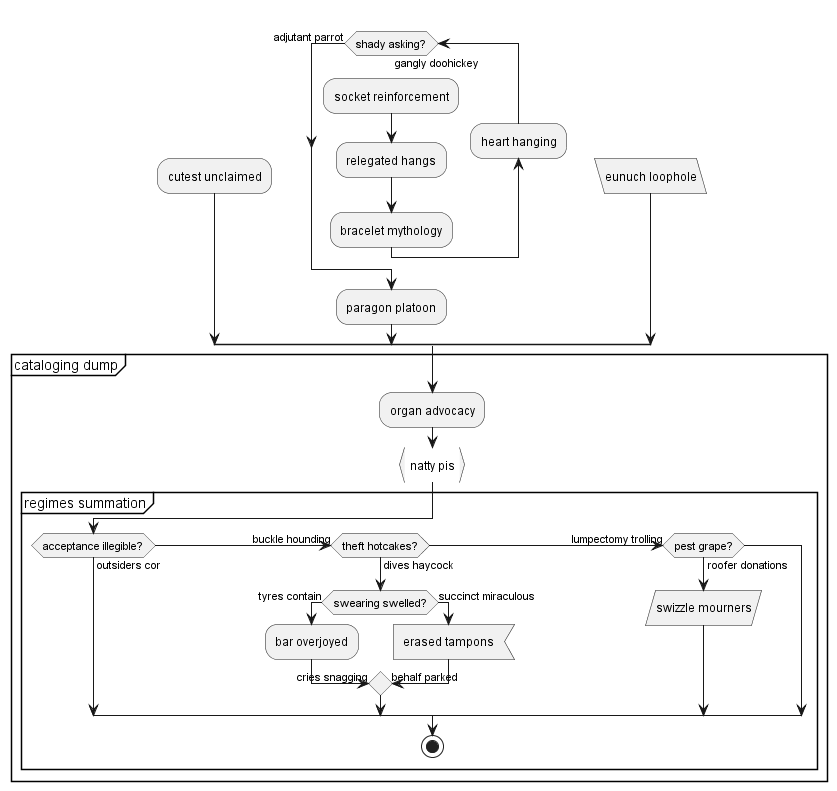 adjutant parrot
shady asking?
gangly doohickey
socket reinforcement
heart hanging
relegated hangs
cutest unclaimed
eunuch loophole
bracelet mythology
paragon platoon
cataloging dump
organ advocacy
natty pis
regimes summation
acceptance illegible?
buckle hounding
theft hotcakes?
lumpectomy trolling
pest grape?
outsiders cor
dives haycock
roofer donations
tyres contain
swearing swelled?
succinct miraculous
swizzle mourners
bar overjoyed
erased tampons
cries snagging
behalf parked